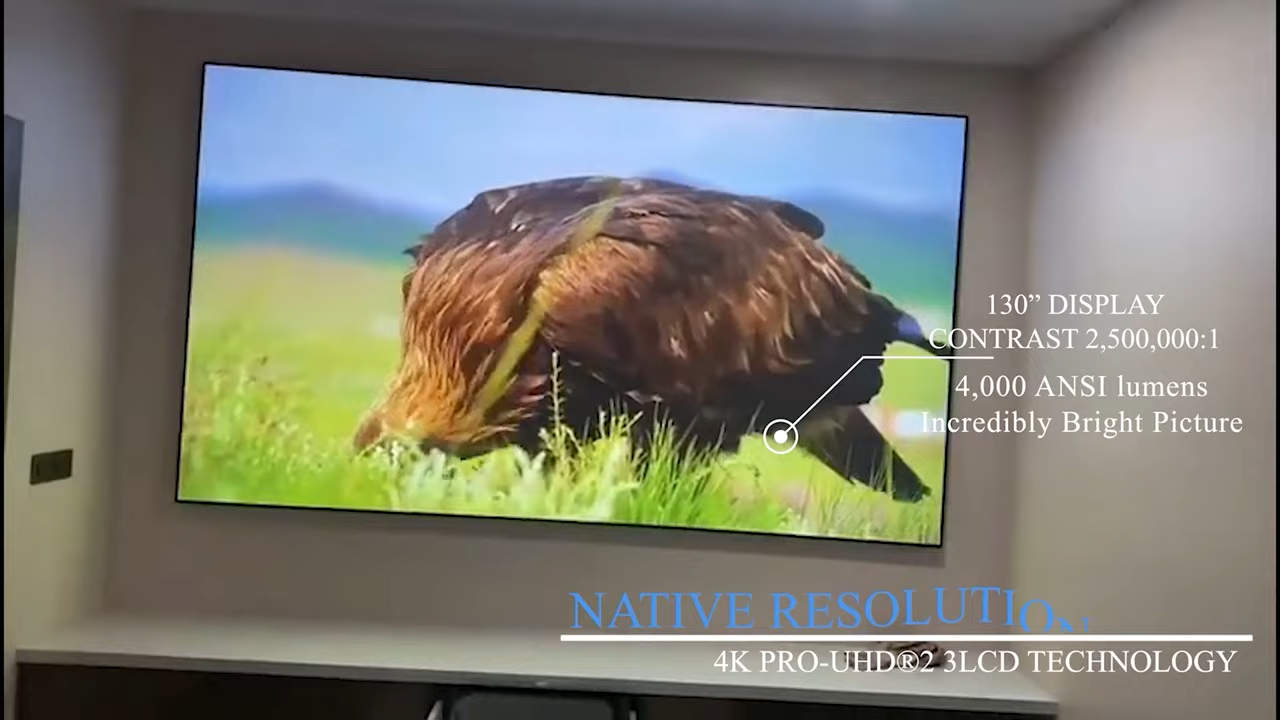 130” DISPLAY
CONTRAST 2,500,000:1
4,000 ANSI lumens
Incredibly Bright Picture
NATIVE RESOLUTION
4K PRO-UHD®2 3LCD TECHNOLOGY